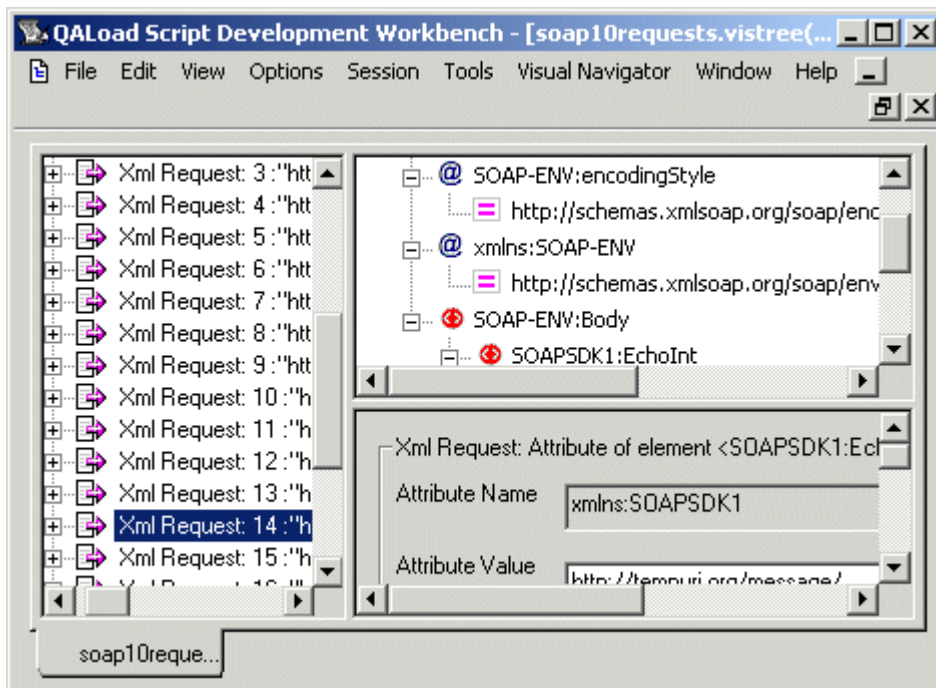 QALoad Script Development Workbench - [soap10requests.vistree(...
File Edit View Options Session Tools Visual Navigator Window Help
Xml Request: 3 :"htt
Xml Request: 4 :"htt
Xml Request: 5 :"htt
Xml Request: 6 :"htt
Xml Request: 7 :"htt
Xml Request: 8 :"htt
Xml Request: 9 :"htt
Xml Request: 10 :"h
Xml Request: 11 :"h
Xml Request: 12 :"h
Xml Request: 13 :"h
Xml Request: 14 :"h
Xml Request: 15 :"h
SOAP-ENV:encodingStyle
http://schemas.xmlsoap.org/soap/enc
xmlns:SOAP-ENV
http://schemas.xmlsoap.org/soap/env
SOAP-ENV:Body
SOAPSDK1:EchoInt
Xml Request: Attribute of element <SOAPSDK1:Ecl
Attribute Name
xmlns:SOAPSDK1
Attribute Value
http://tempuri.org/message/
soap10reque...